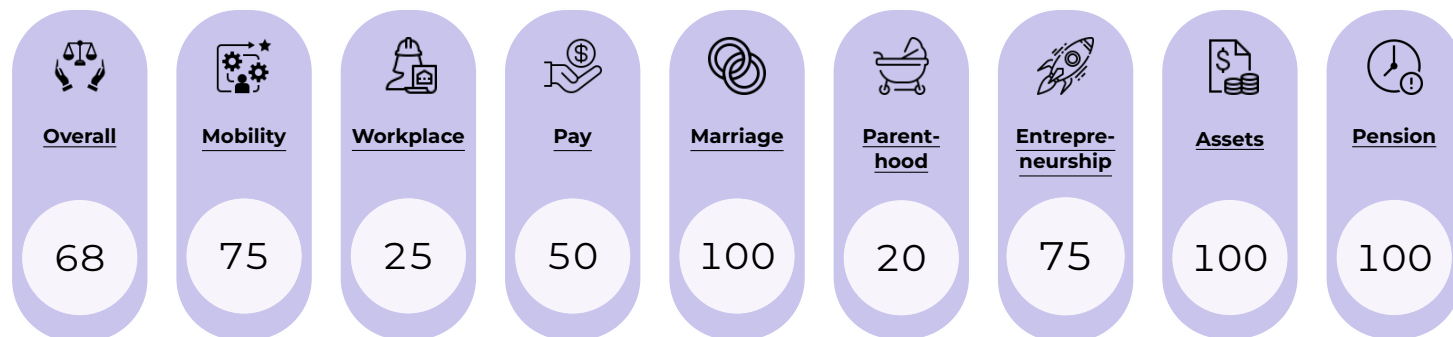 $
$
Overall
Mobility
Workplace
Pay
Marriage
Parent-
hood
Entrepre-
neurship
Assets
Pension
68
75
25
50
100
20
75
100
100